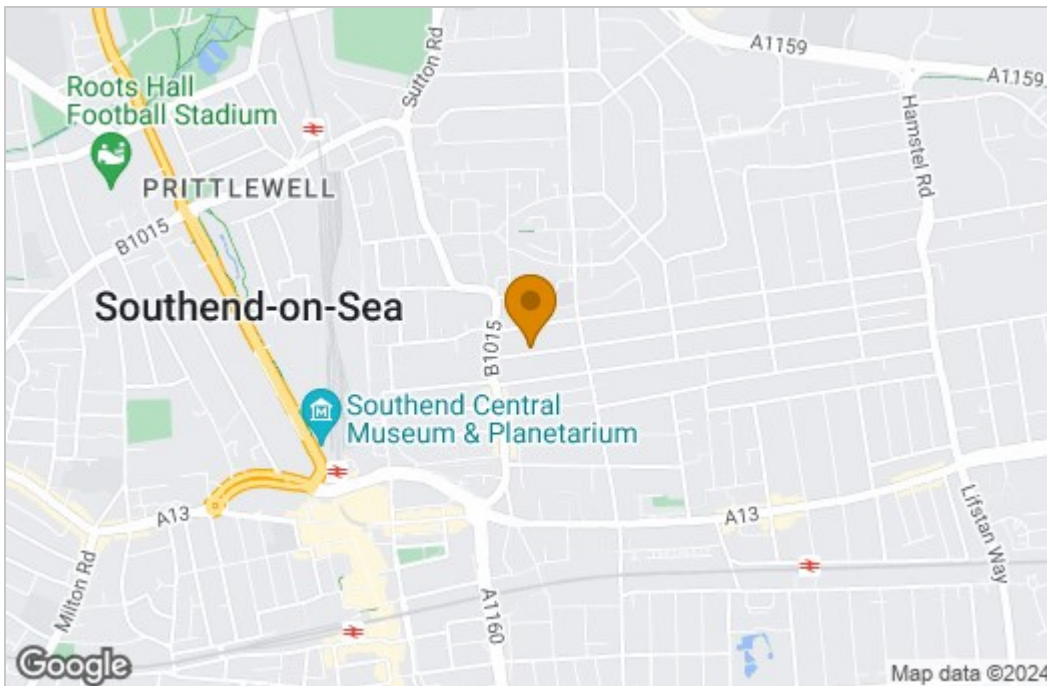 A1159
A1159
Sutton Rd
Roots Hall
Football Stadium
Hamstel Rd
PRITTLEWELL
B1015
Southend-on-Sea
B1015
Southend Central
Museum & Planetarium
A13
A13
Milton Rd
Lifstan Way
A1160
Google
Map data ©2024